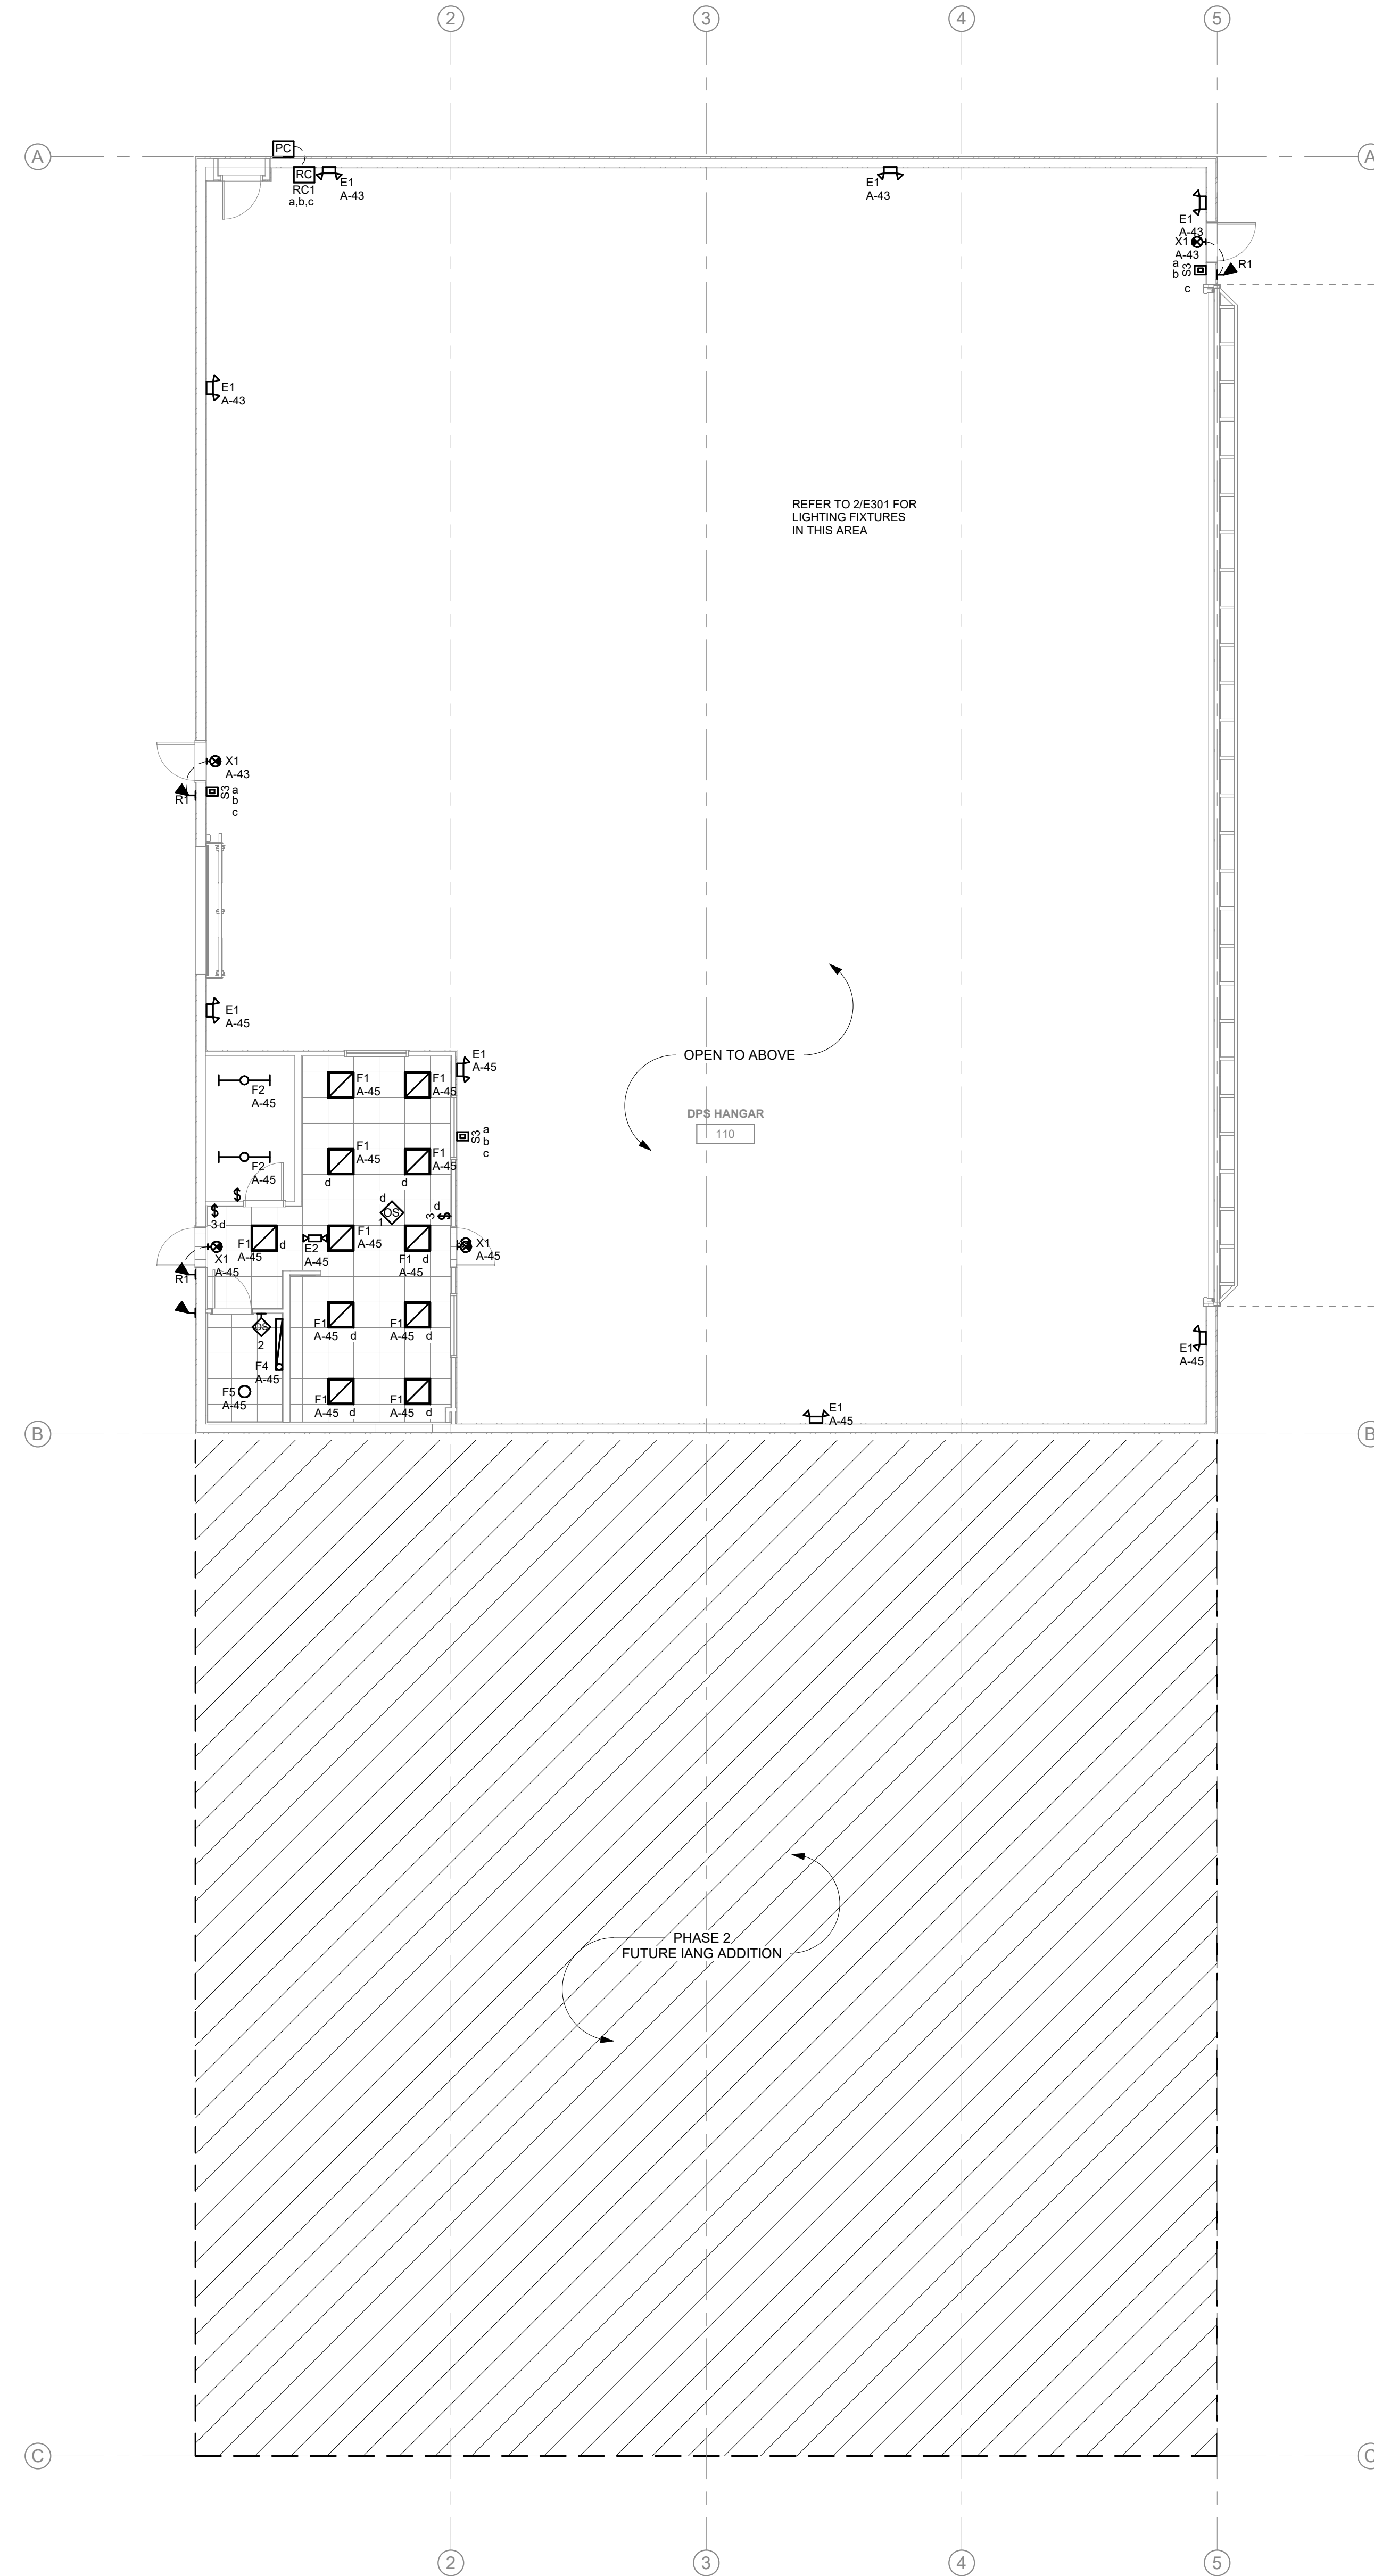 2
3
4
5
A
A
PC
RC
RC1
a,b,c
E1
A-43
E1
A-43
E1
A-43
X1
A-43
a
b
c
S3
R1
E1
A-43
REFER TO 2/E301 FOR
LIGHTING FIXTURES
IN THIS AREA
X1
A-43
R1
S3
a
b
c
E1
A-45
OPEN TO ABOVE
E1
A-45
F2
A-45
F1
A-45
F1
A-45
DPS HANGAR
110
S3
a
b
c
F2
A-45
F1
A-45
d
F1
A-45
d
$
$
3 d
d
OS
1
d
3
$
F1
A-45
d
E2
A-45
F1
A-45
F1
A-45
d
X1
A-45
X1
A-45
R1
OS
2
F1
A-45
d
F1
A-45
d
F4
A-45
F5
A-45
F1
A-45
d
F1
A-45
d
E1
A-45
E1
A-45
B
B
PHASE 2
FUTURE IANG ADDITION
C
C
2
3
4
5